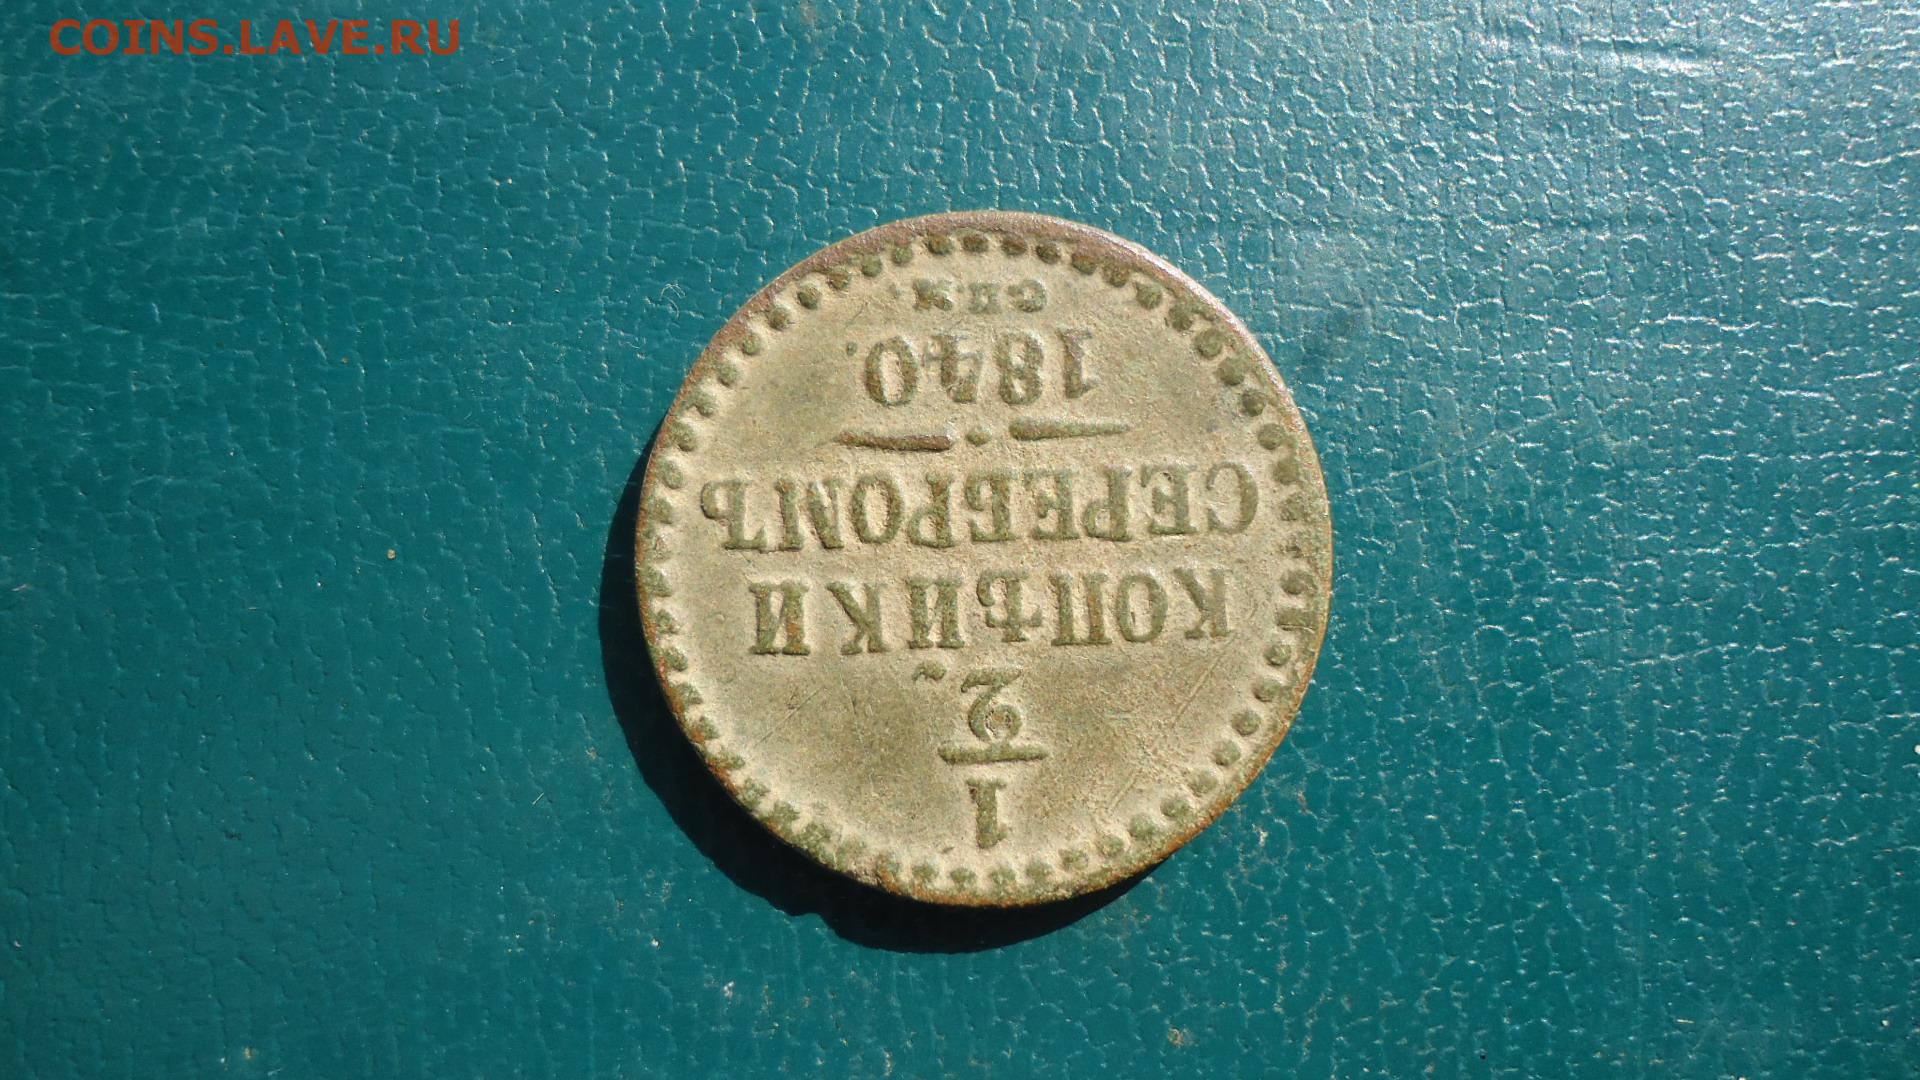 COINS.LAVE.RU
1
2
КОПѢЙКИ
СЕРЕБРОМЪ
1840.
С П М.